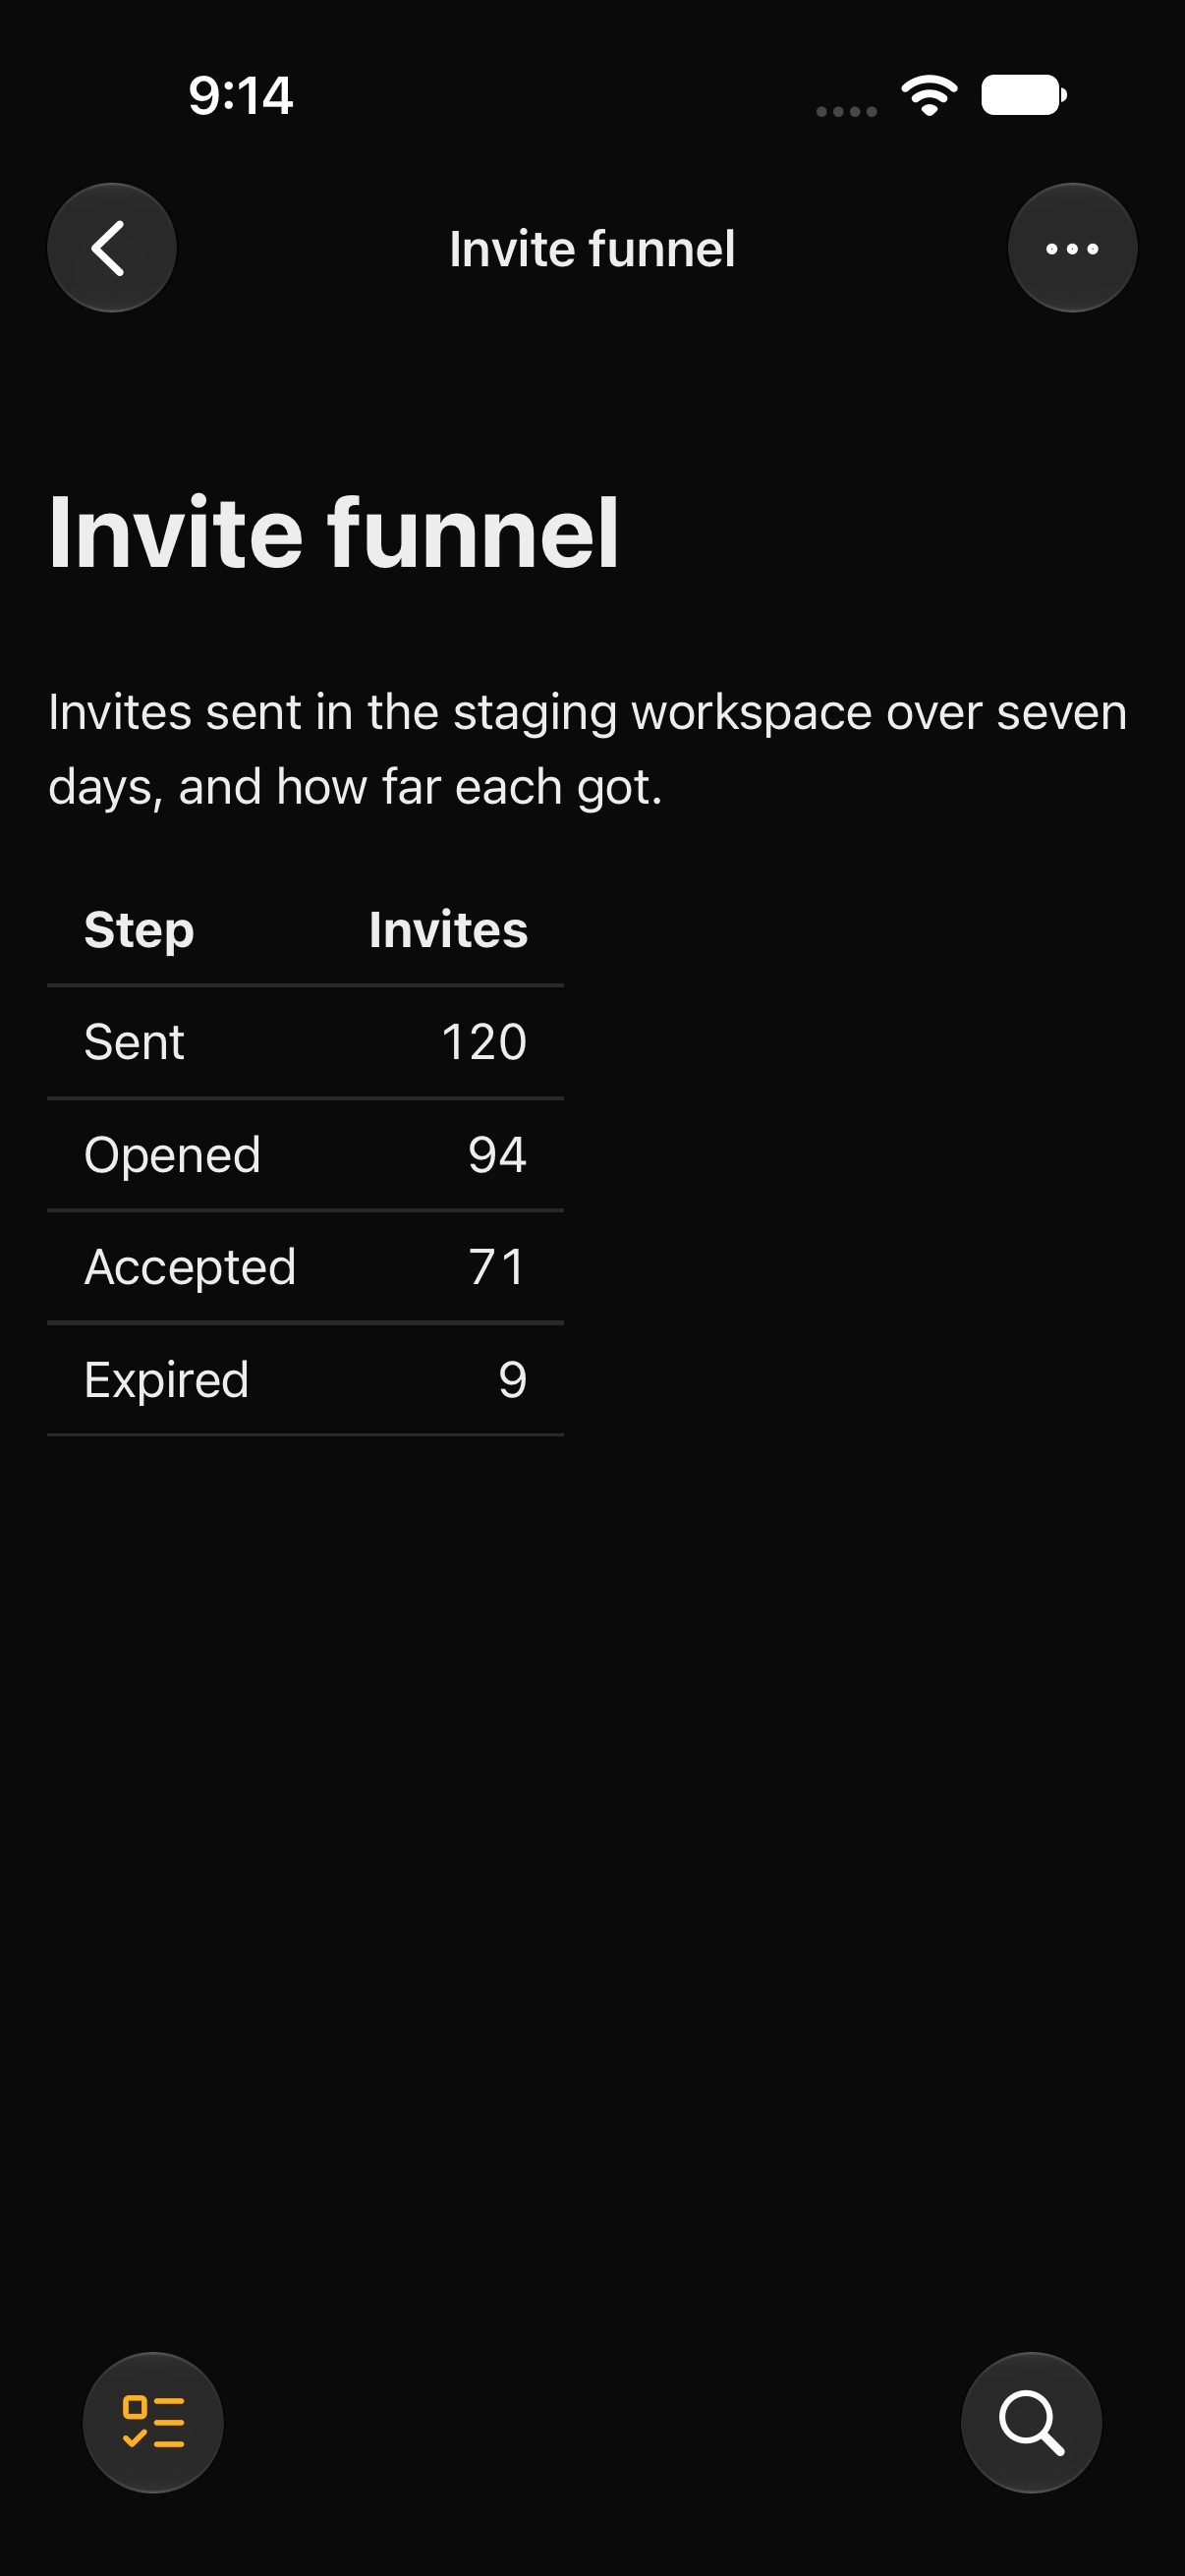 9:14
Invite funnel
Invite funnel
Invites sent in the staging workspace over seven
days, and how far each got.
Step Invites
Sent 120
Opened 94
Accepted 71
Expired 9